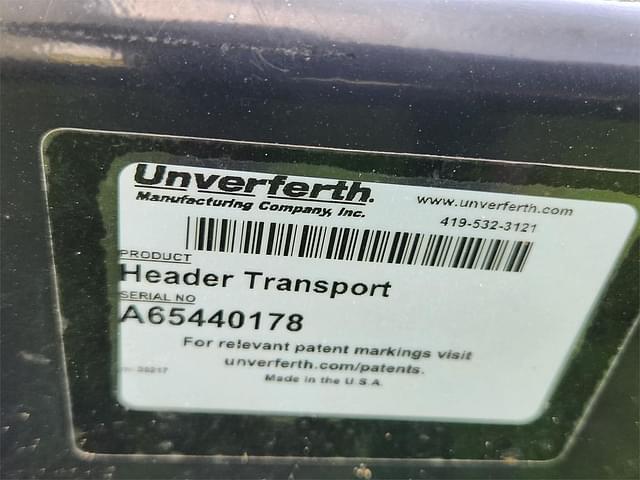 Unverferth.
Manufacturing Company, Inc.
www.unverferth.com
419-532-3121
PRODUCT
Header Transport
SERIAL NO
A65440178
For relevant patent markings visit
unverferth.com/patents.
Made in the U.S.A.